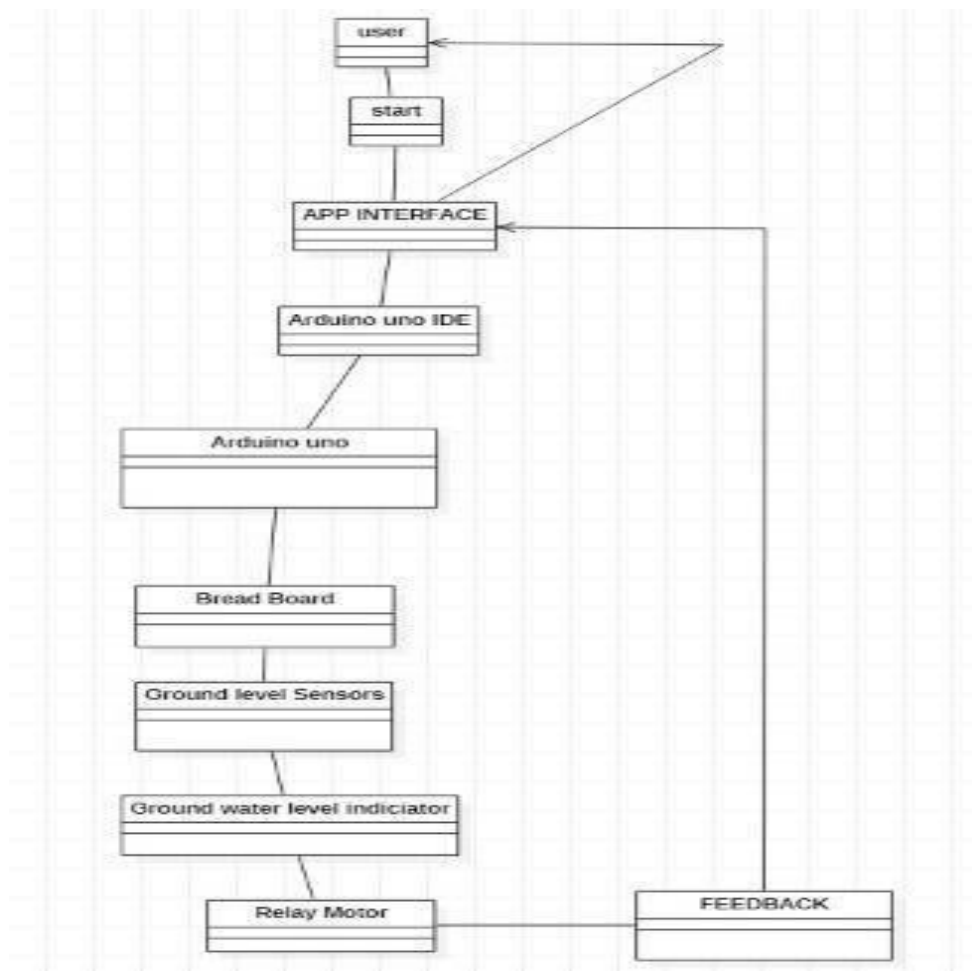 user
start
APP INTERFACE
Arduino uno IDE
Arduino uno
Bread Board
Ground level Sensors
Ground water level indiciator
Relay Motor
FEEDBACK